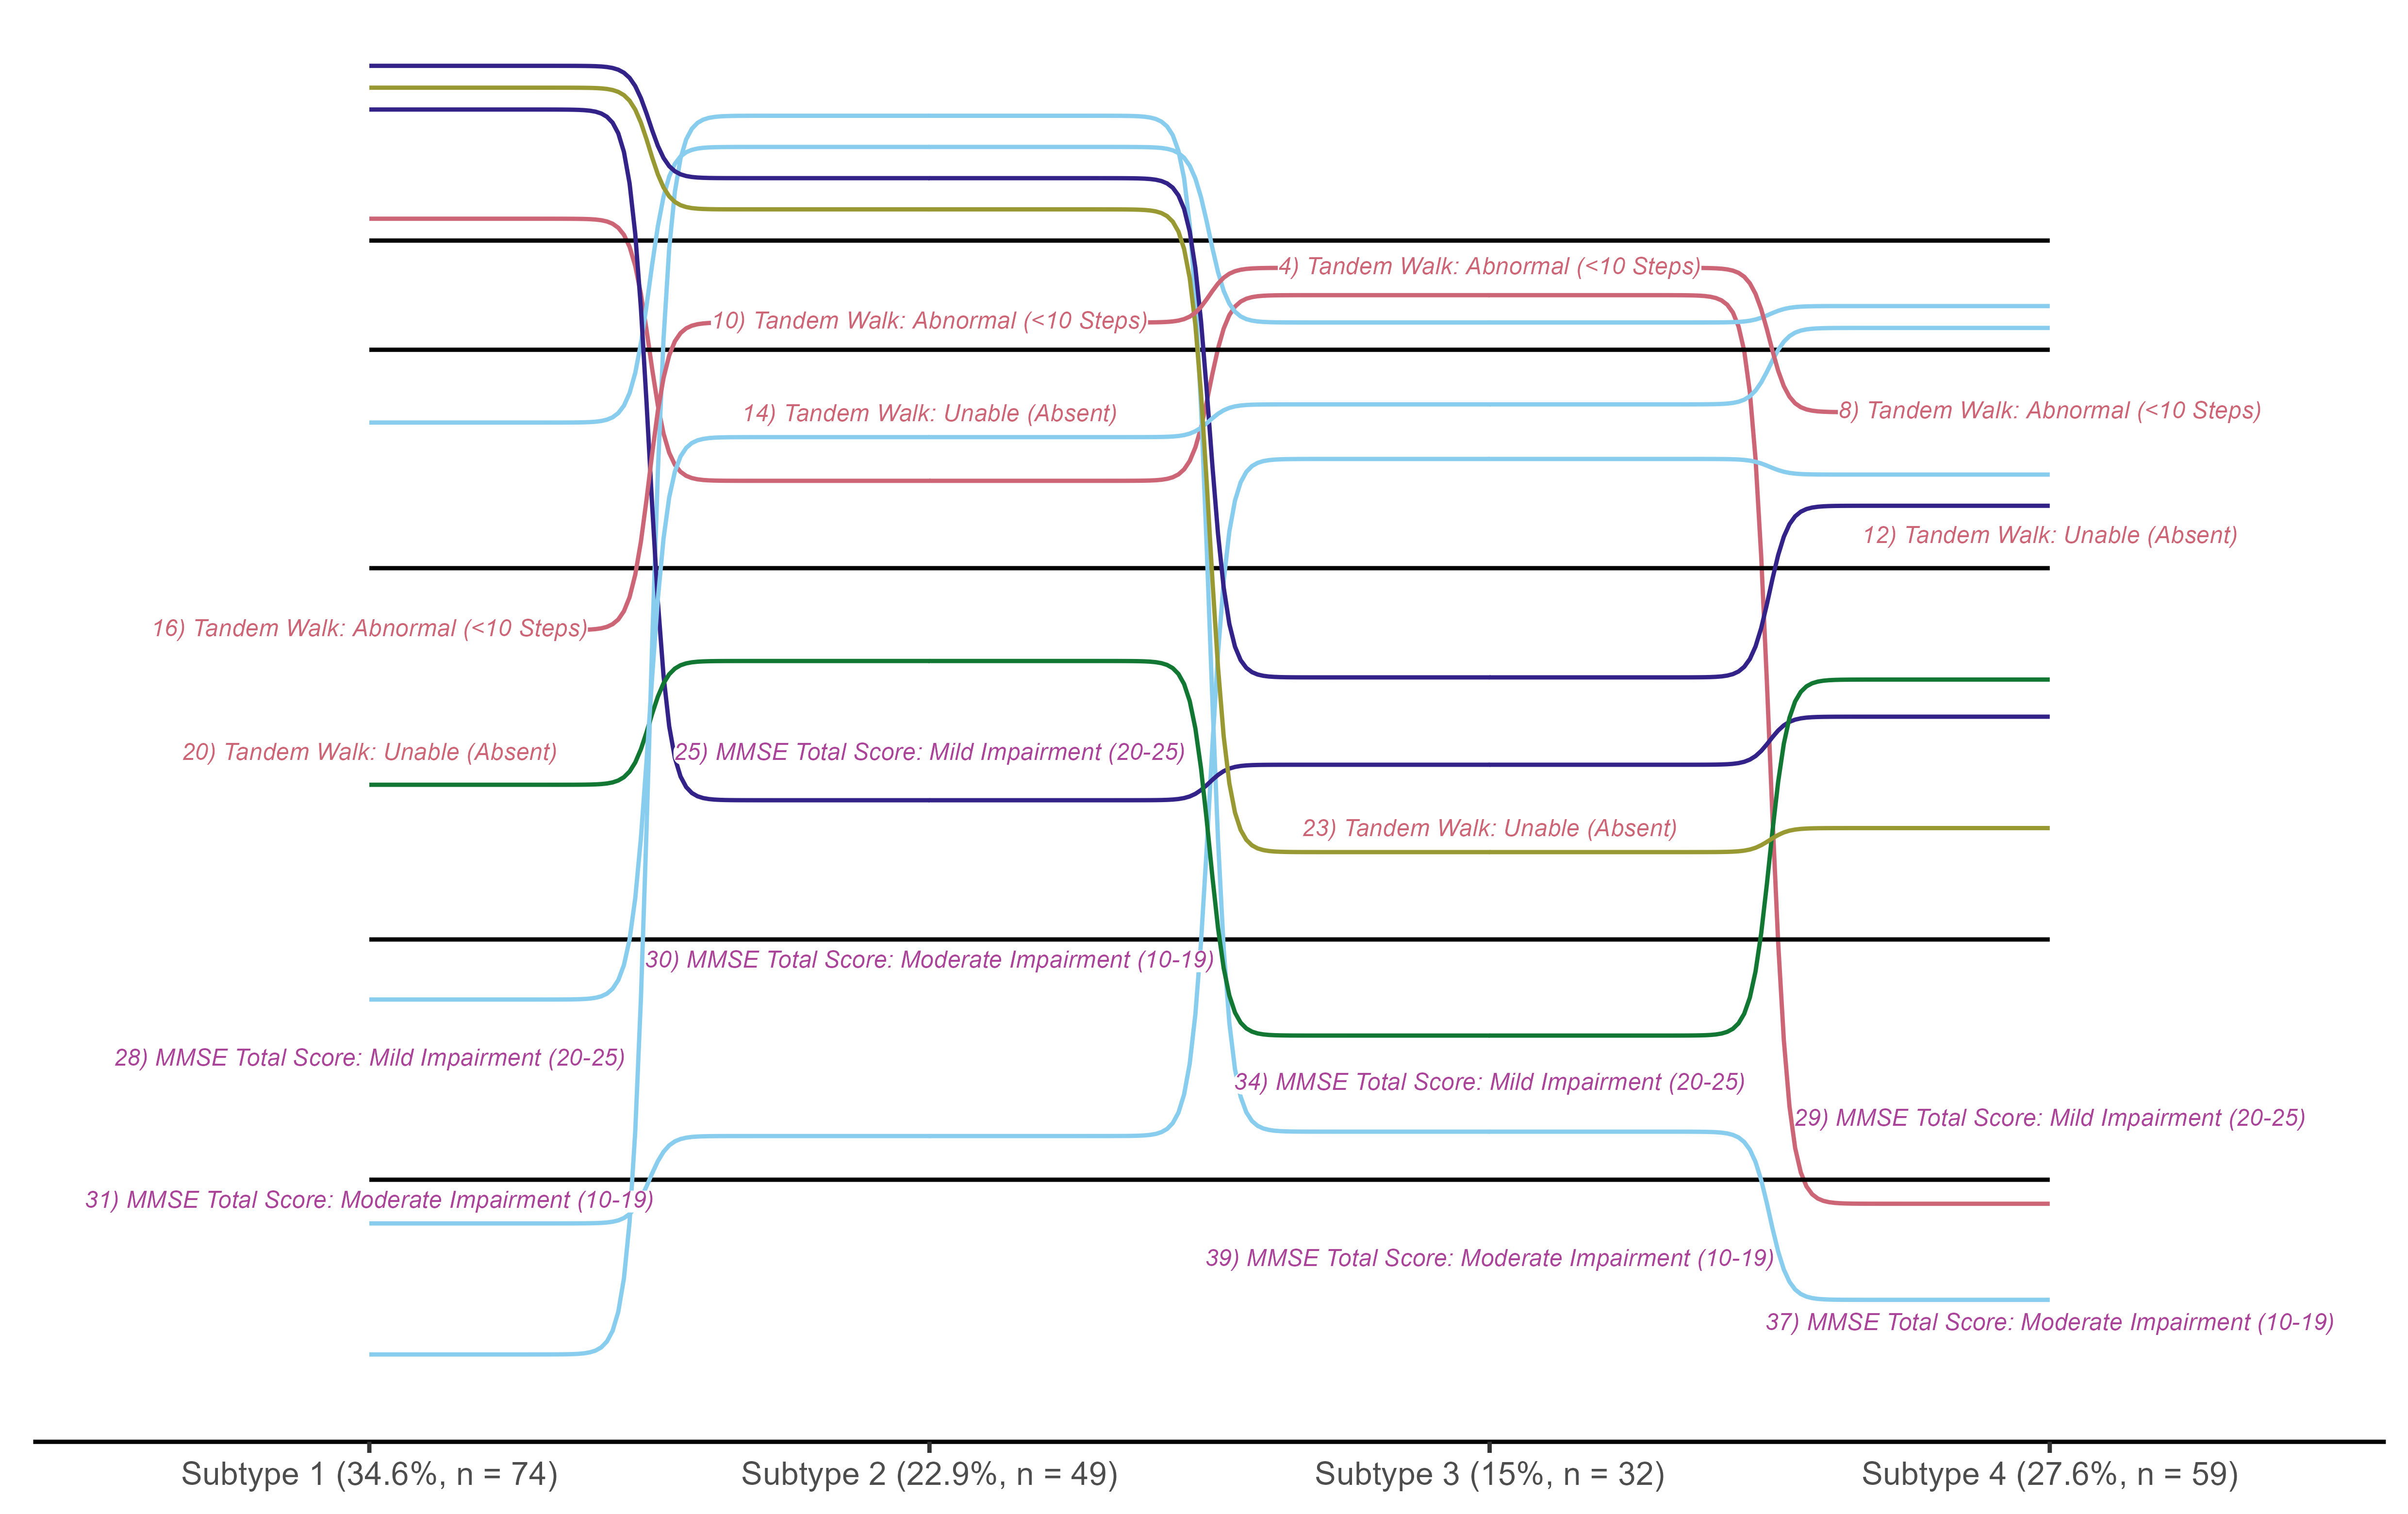 4) Tandem Walk: Abnormal (<10 Steps)
10) Tandem Walk: Abnormal (<10 Steps)
14) Tandem Walk: Unable (Absent)
8) Tandem Walk: Abnormal (<10 Steps)
12) Tandem Walk: Unable (Absent)
16) Tandem Walk: Abnormal (<10 Steps)
20) Tandem Walk: Unable (Absent)
25) MMSE Total Score: Mild Impairment (20-25)
23) Tandem Walk: Unable (Absent)
30) MMSE Total Score: Moderate Impairment (10-19)
28) MMSE Total Score: Mild Impairment (20-25)
34) MMSE Total Score: Mild Impairment (20-25)
29) MMSE Total Score: Mild Impairment (20-25)
31) MMSE Total Score: Moderate Impairment (10-19)
39) MMSE Total Score: Moderate Impairment (10-19)
37) MMSE Total Score: Moderate Impairment (10-19)
Subtype 1 (34.6%, n = 74)
Subtype 2 (22.9%, n = 49)
Subtype 3 (15%, n = 32)
Subtype 4 (27.6%, n = 59)